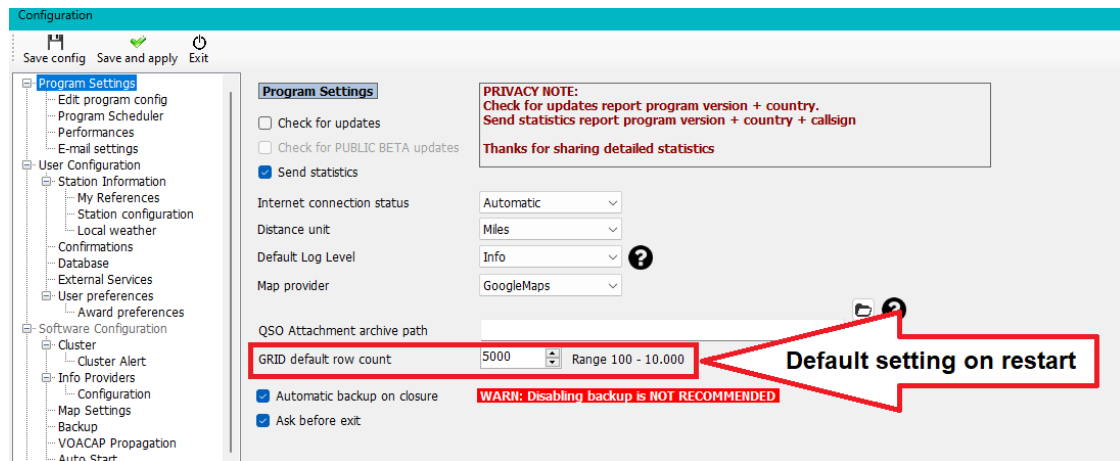 Configuration
Save config Save and apply Exit
Program Settings
Edit program config
Program Scheduler
Performances
E-mail settings
User Configuration
Station Information
My References
Station configuration
Local weather
Confirmations
Database
External Services
User preferences
Award preferences
Software Configuration
Cluster
Cluster Alert
Info Providers
Configuration
Map Settings
Backup
VOACAP Propagation
Auto Start
Program Settings
Check for updates
Check for PUBLIC BETA updates
Send statistics
PRIVACY NOTE:
Check for updates report program version + country.
Send statistics report program version + country + callsign
Thanks for sharing detailed statistics
Internet connection status Automatic
Distance unit Miles
Default Log Level Info ?
Map provider GoogleMaps
QSO Attachment archive path
GRID default row count 5000 Range 100 - 10.000
Default setting on restart
Automatic backup on closure WARN: Disabling backup is NOT RECOMMENDED
Ask before exit